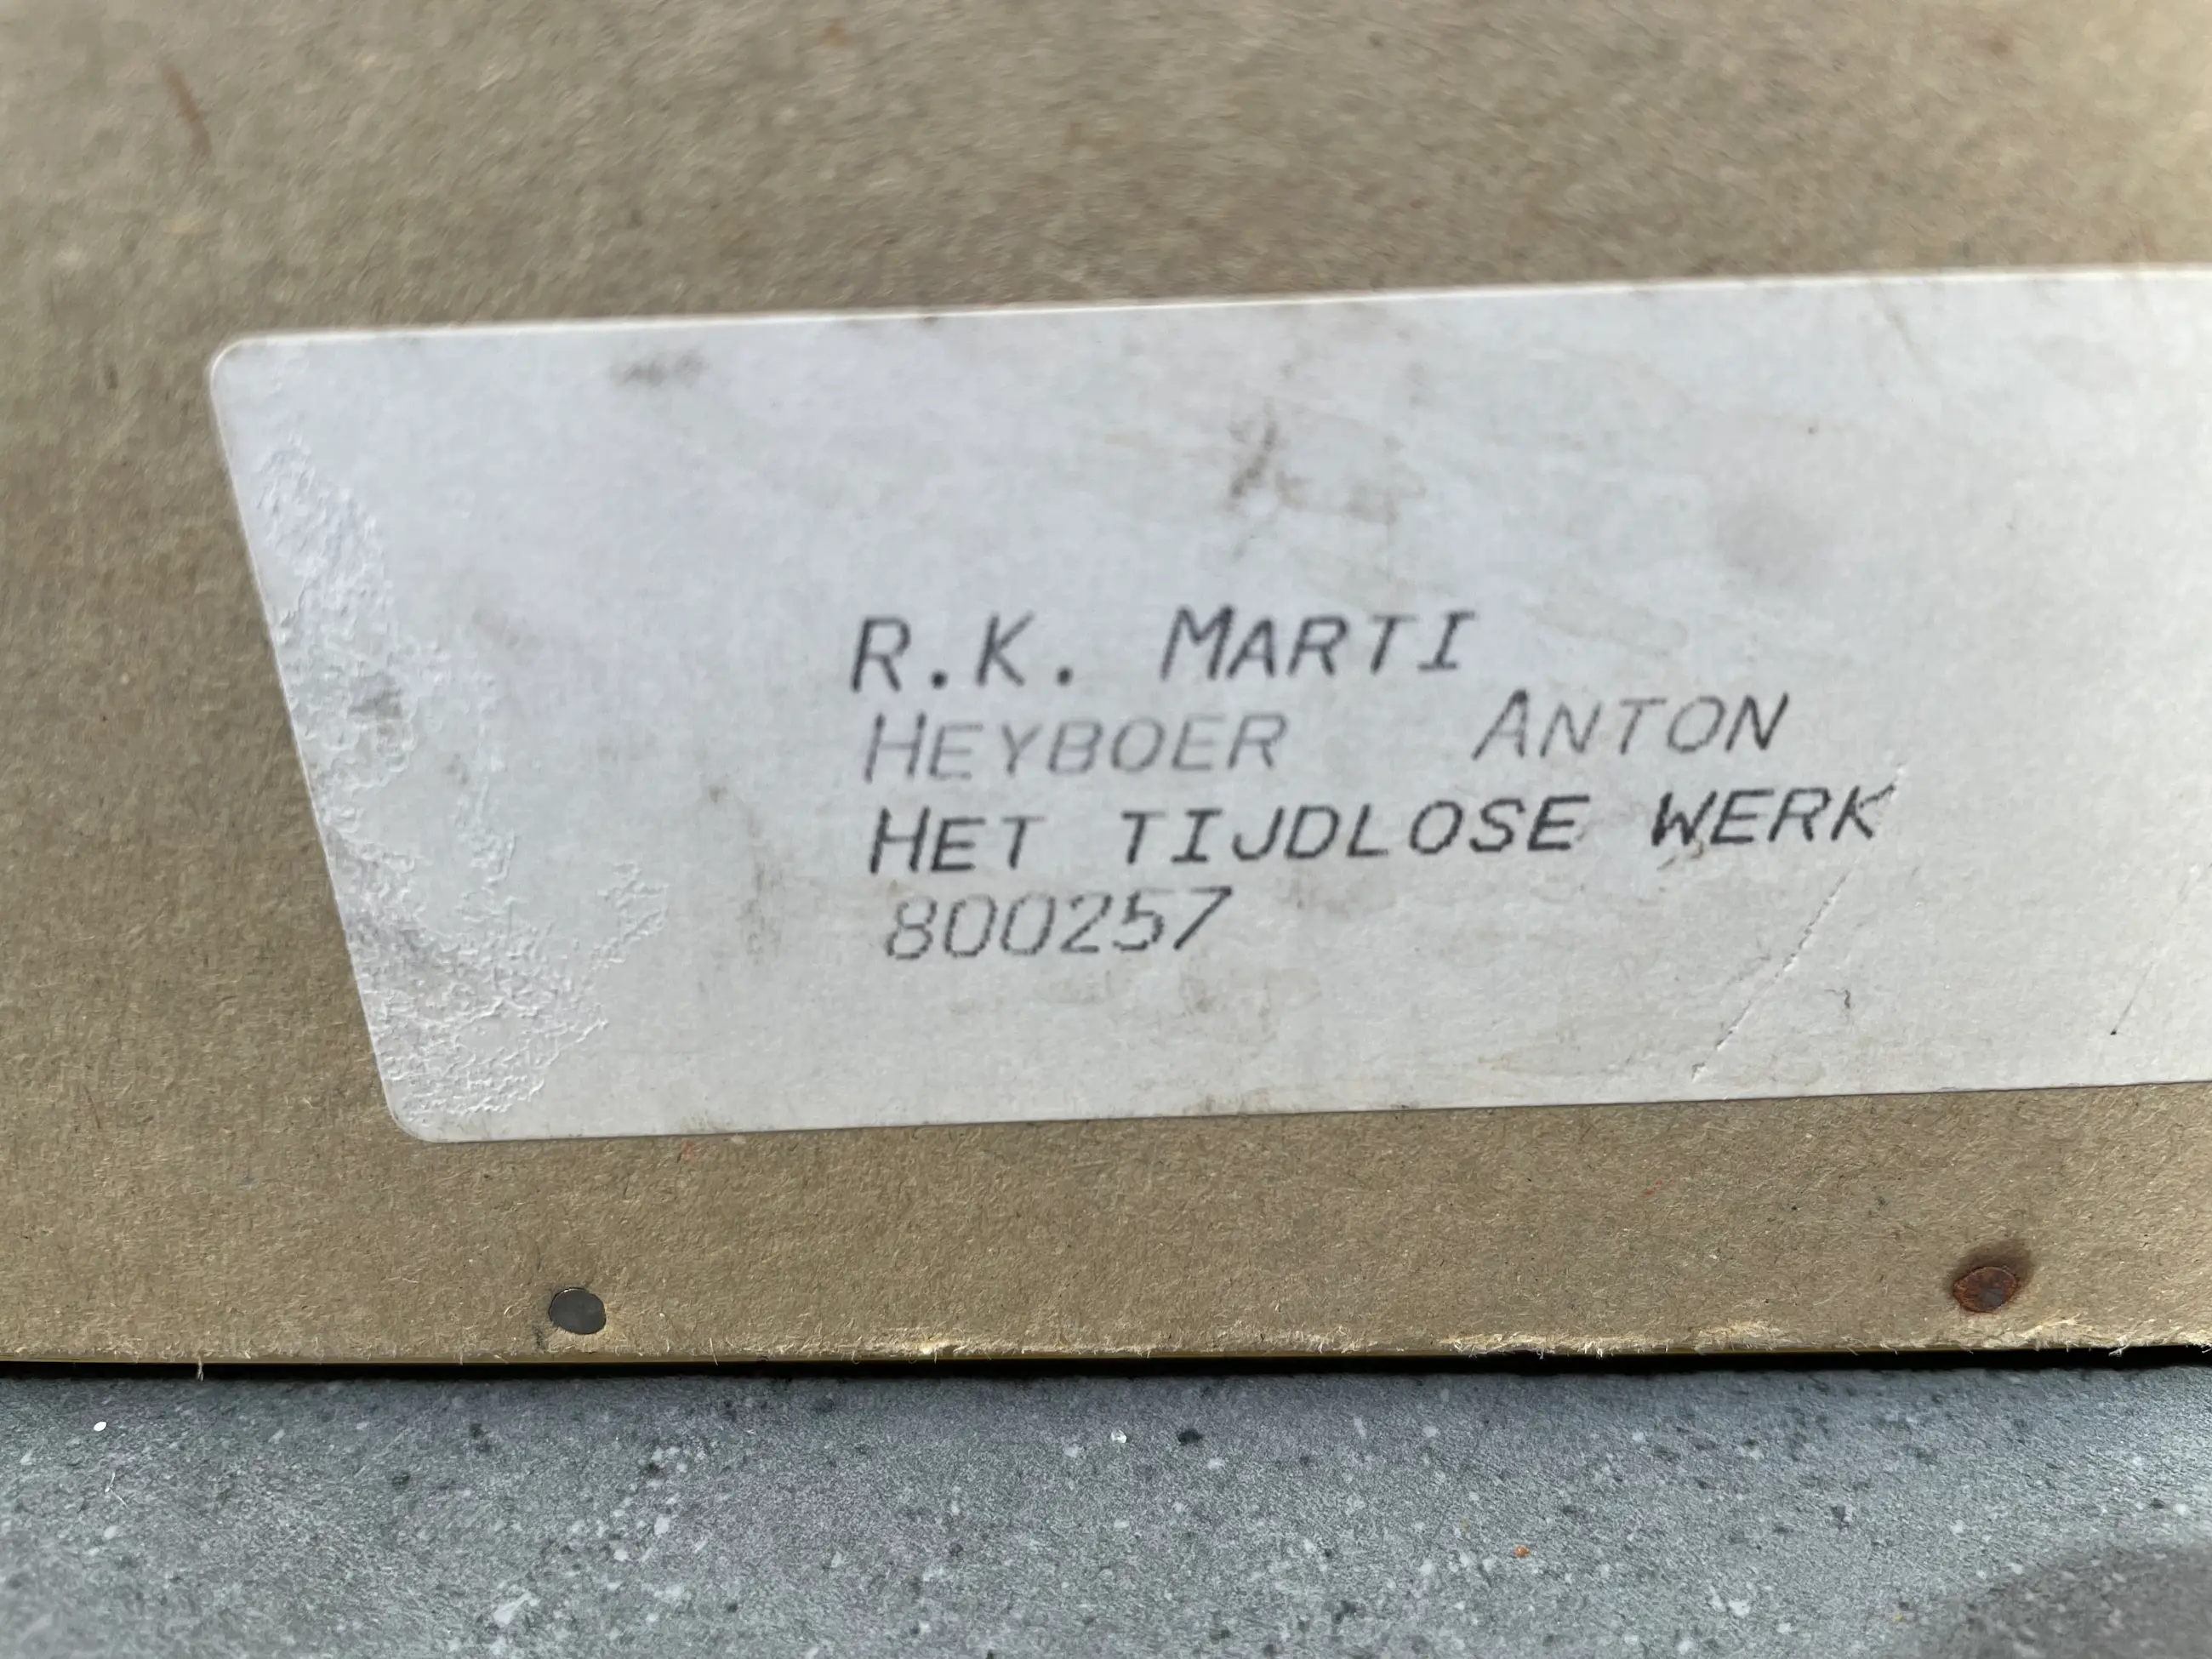 R.K. MARTI
HEYBOER ANTON
HET TIJDLOSE WERK
800257